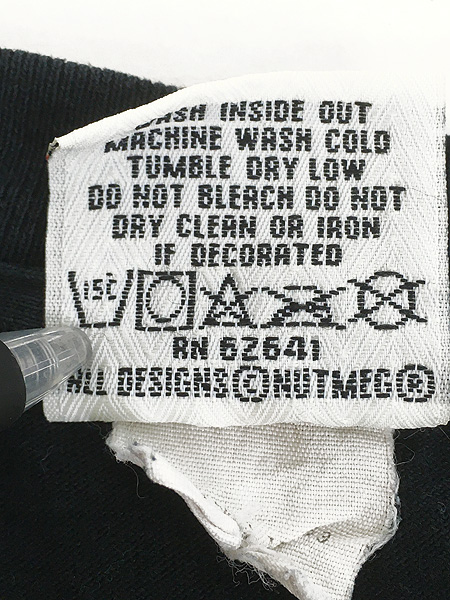 WASH INSIDE OUT
MACHINE WASH COLD
TUMBLE DRY LOW
DO NOT BLEACH DO NOT
DRY CLEAN OR IRON
IF DECORATED
RN 62641
ALL DESIGNS©NUTMEG®